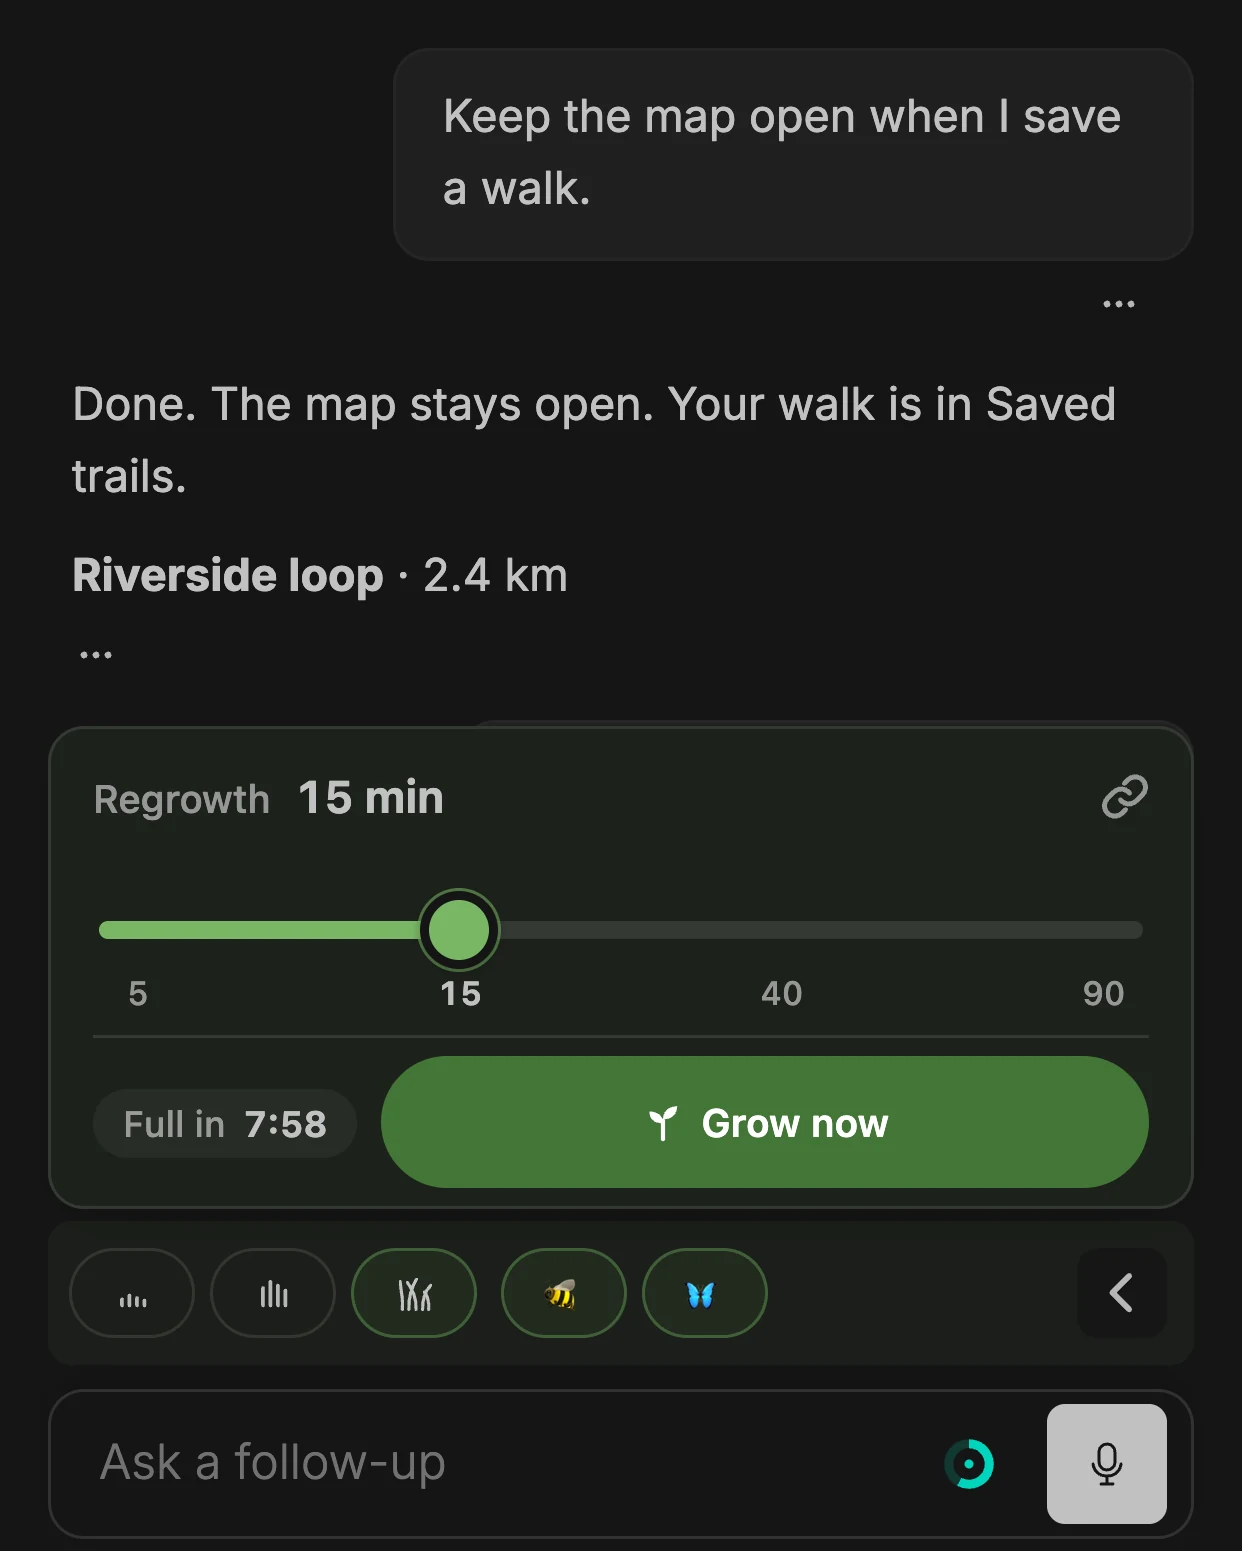 Keep the map open when I save
a walk.
Done. The map stays open. Your walk is in Saved
trails.
Riverside loop · 2.4 km
Regrowth 15 min
5 15 40 90
Full in 7:58 Grow now
Ask a follow-up